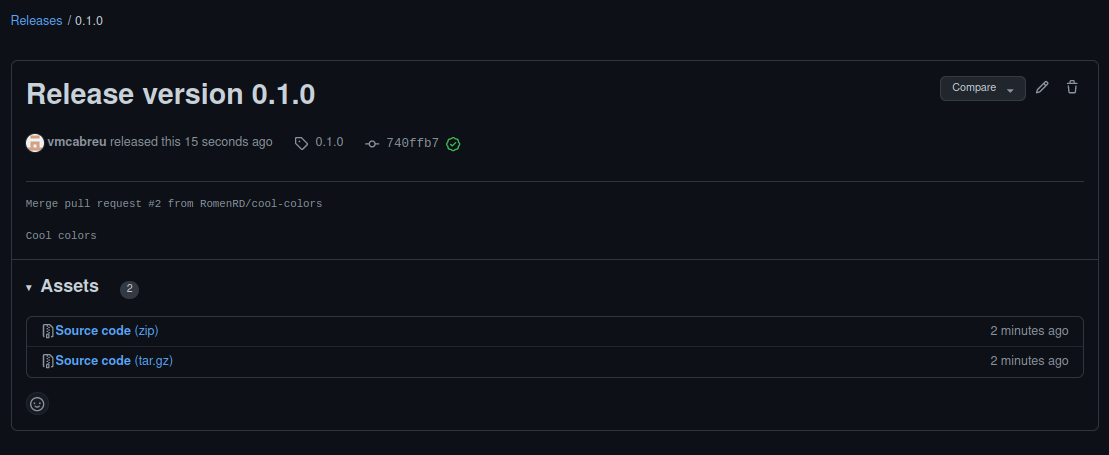 Releases / 0.1.0
Release version 0.1.0
Compare
vmcabreu released this 15 seconds ago 0.1.0 740ffb7
Merge pull request #2 from RomenRD/cool-colors
Cool colors
Assets 2
Source code (zip) 2 minutes ago
Source code (tar.gz) 2 minutes ago